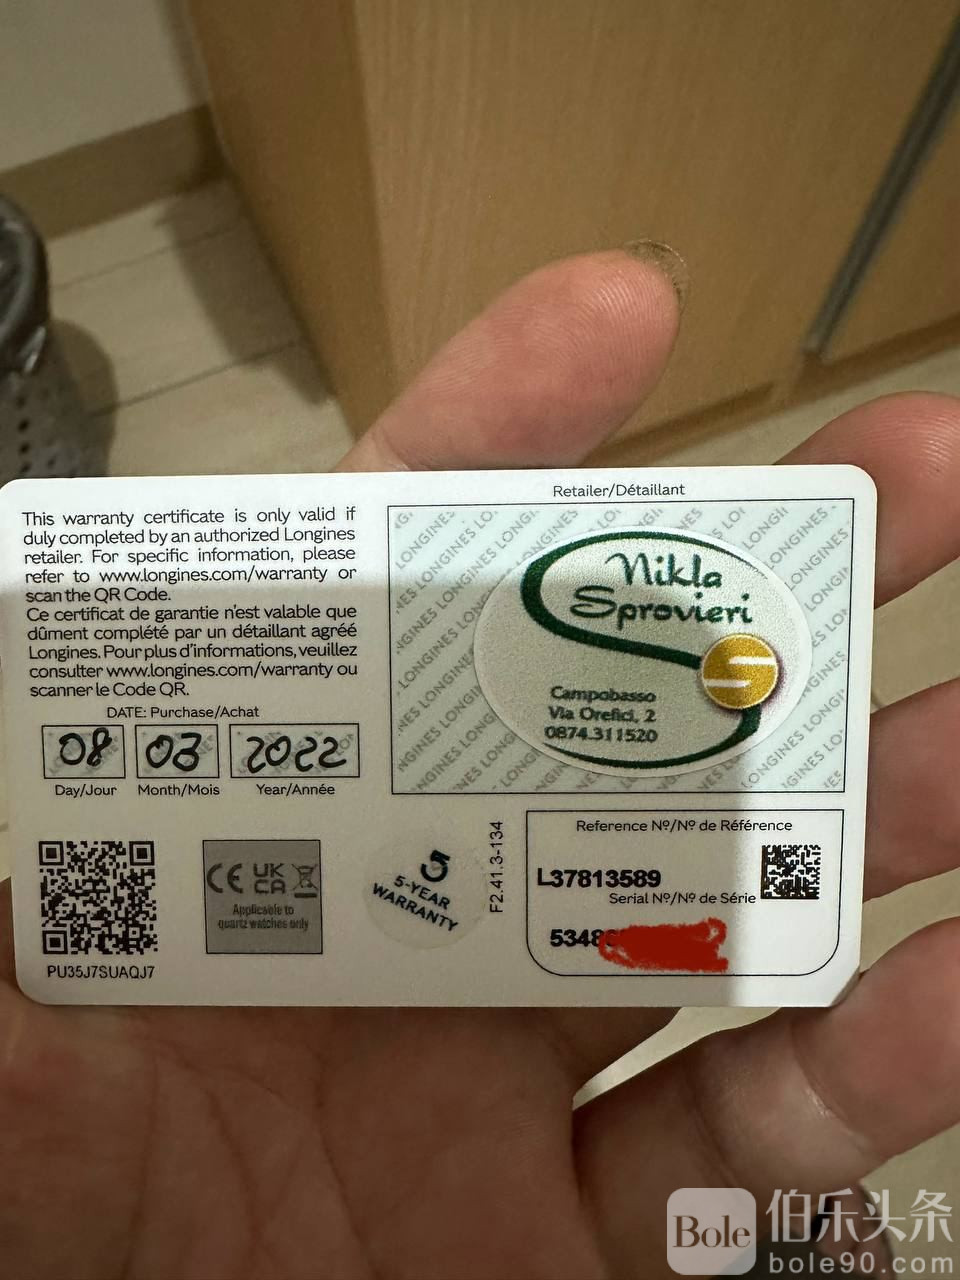 This warranty certificate is only valid if
duly completed by an authorized Longines
retailer. For specific information, please
refer to www.longines.com/warranty or
scan the QR Code.
Ce certificat de garantie n'est valable que
dûment complété par un détaillant agréé
Longines. Pour plus d'informations, veuillez
consulter www.longines.com/warranty ou
scanner le Code QR.
DATE: Purchase/Achat
08 03 2022
Day/Jour Month/Mois Year/Année
PU35J7SUAQJ7
CE UK CA
Applicable to
quartz watches only
5-YEAR
WARRANTY
F2.41.3-134
Retailer/Détaillant
LONGINES LONGINES LONGINES
Nikla
Sprovieri
S
Campobasso
Via Orefici, 2
0874.311520
Reference Nº/Nº de Référence
L37813589
Serial Nº/Nº de Série
5348
Bole 伯乐头条
bole90.com